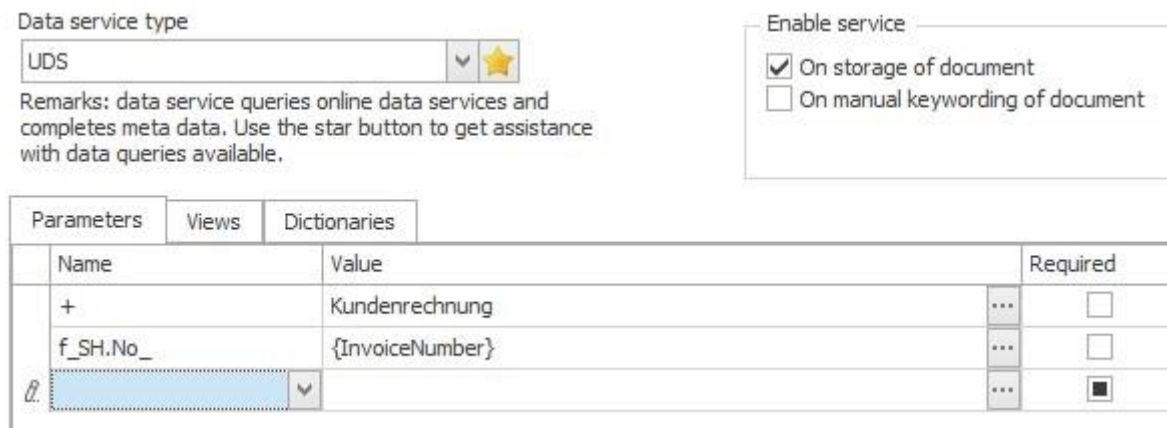 Data service type
UDS
Remarks: data service queries online data services and
completes meta data. Use the star button to get assistance
with data queries available.
Enable service
On storage of document
On manual keywording of document
Parameters Views Dictionaries
Name Value Required
+ Kundenrechnung ...
f_SH.No_ {InvoiceNumber} ...
...